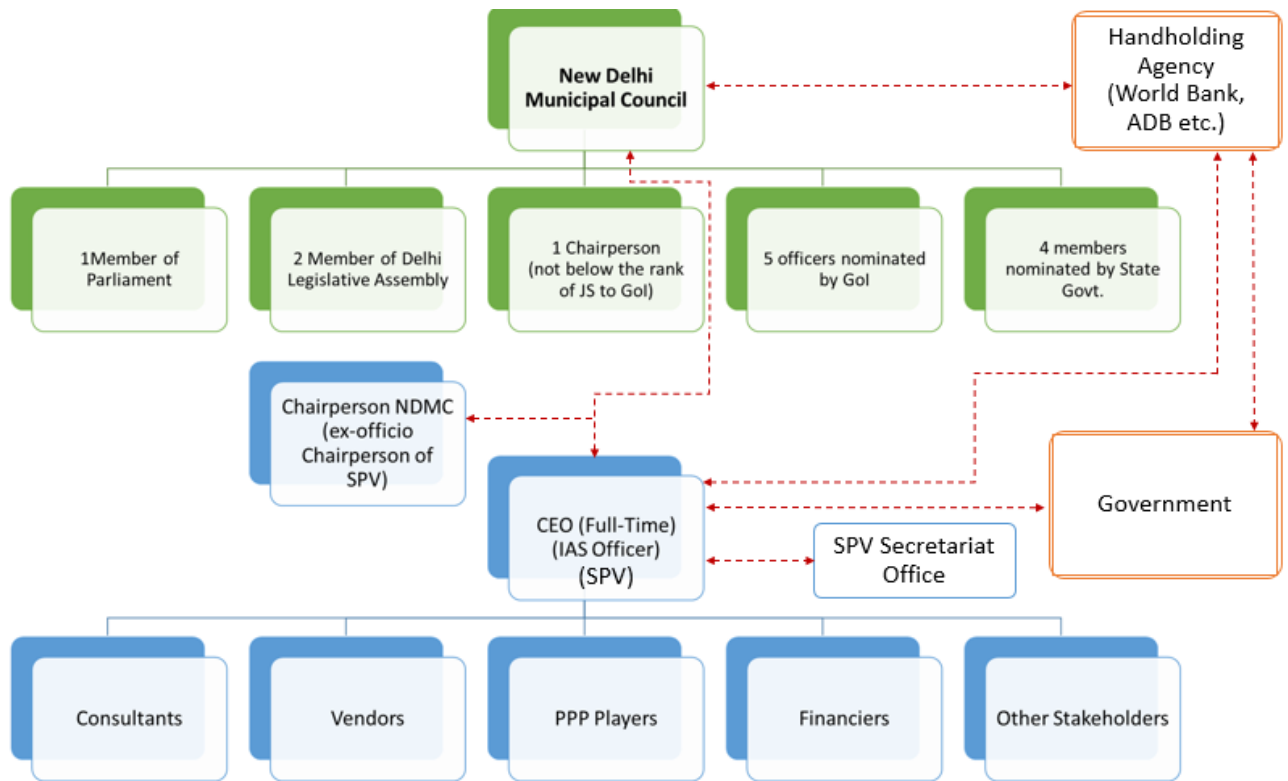 New Delhi
Municipal Council
Handholding
Agency
(World Bank,
ADB etc.)
1Member of
Parliament
2 Member of Delhi
Legislative Assembly
1 Chairperson
(not below the rank
of JS to GoI)
5 officers nominated
by GoI
4 members
nominated by State
Govt.
Chairperson NDMC
(ex-officio
Chairperson of
SPV)
CEO (Full-Time)
(IAS Officer)
(SPV)
SPV Secretariat
Office
Government
Consultants
Vendors
PPP Players
Financiers
Other Stakeholders